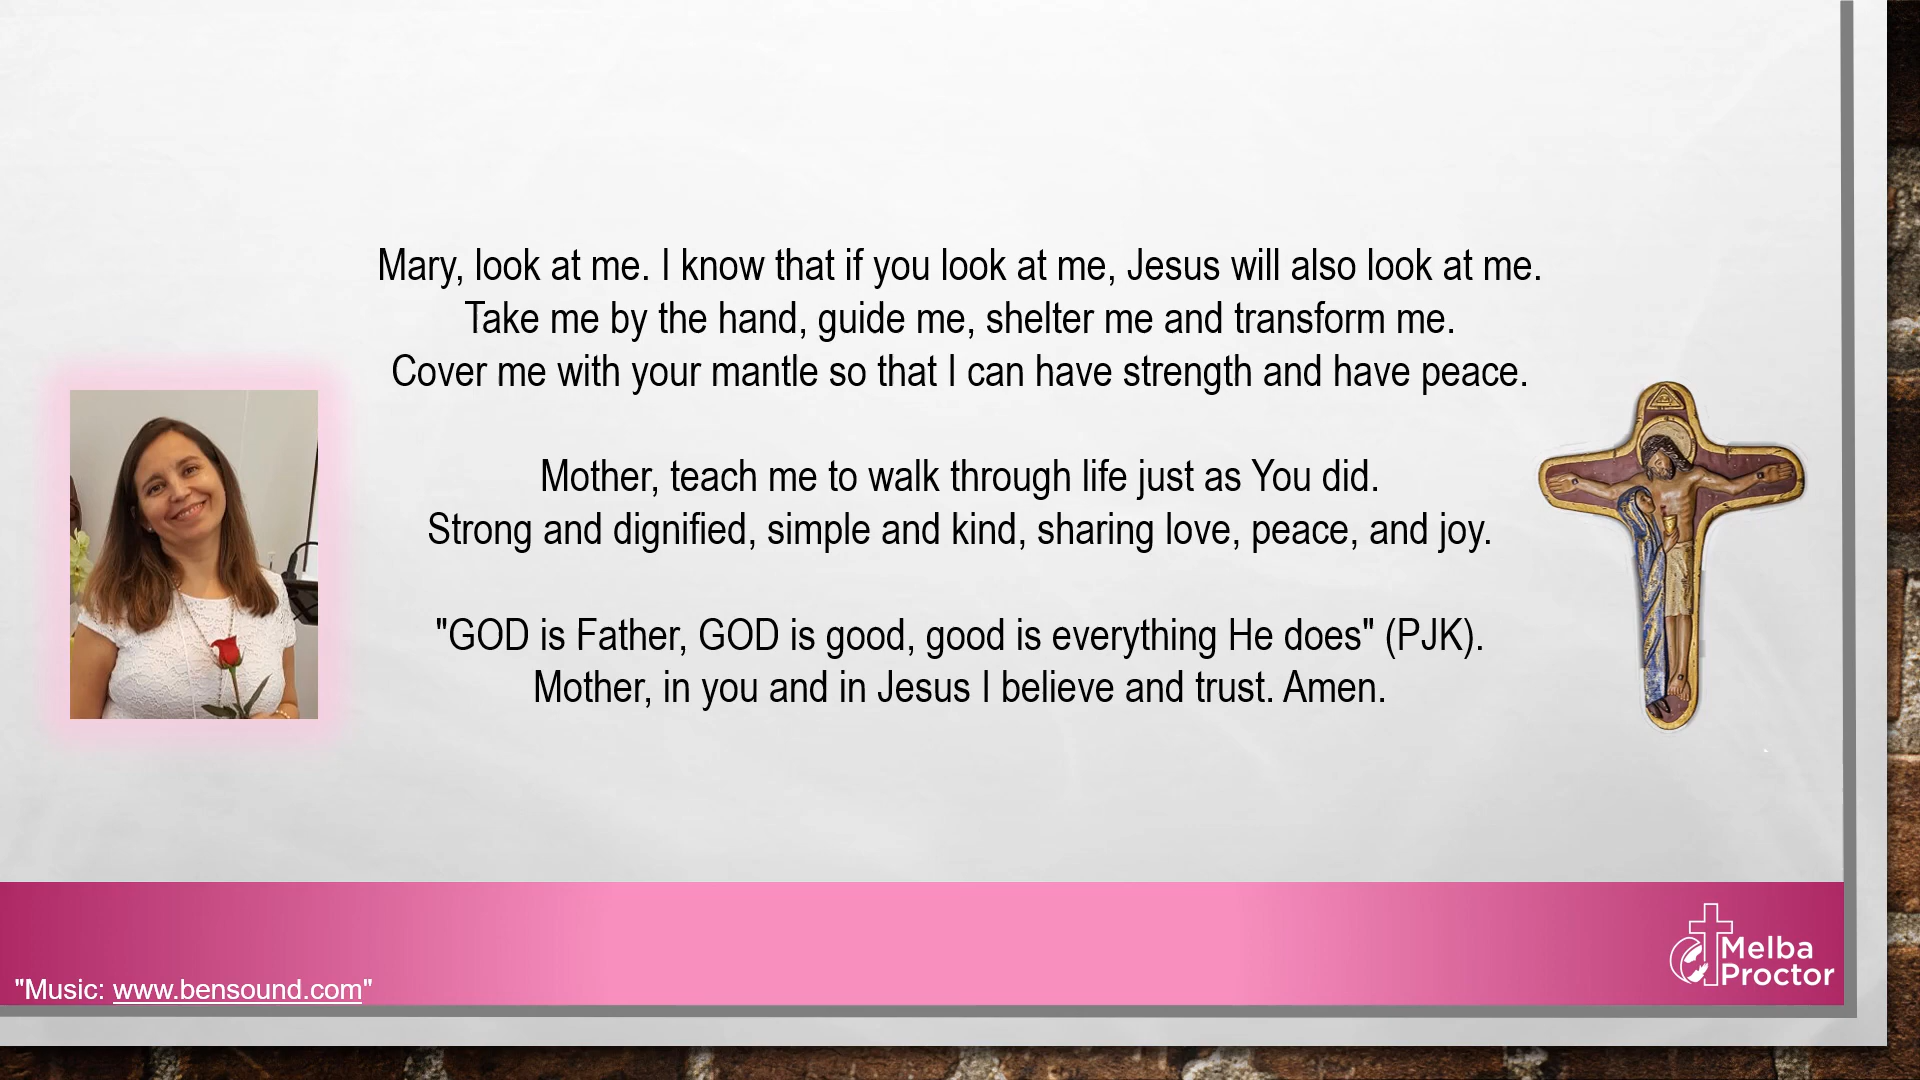 Mary, look at me. I know that if you look at me, Jesus will also look at me.
Take me by the hand, guide me, shelter me and transform me.
Cover me with your mantle so that I can have strength and have peace.
Mother, teach me to walk through life just as You did.
Strong and dignified, simple and kind, sharing love, peace, and joy.
"GOD is Father, GOD is good, good is everything He does" (PJK).
Mother, in you and in Jesus I believe and trust. Amen.
Melba
Proctor
"Music: www.bensound.com"